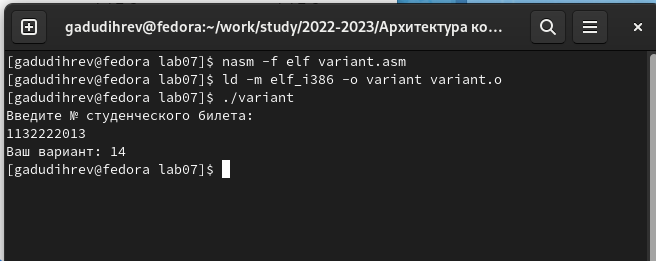 gadudihrev@fedora:~/work/study/2022-2023/Архитектура ко...
[gadudihrev@fedora lab07]$ nasm -f elf variant.asm
[gadudihrev@fedora lab07]$ ld -m elf_i386 -o variant variant.o
[gadudihrev@fedora lab07]$ ./variant
Введите № студенческого билета:
1132222013
Ваш вариант: 14
[gadudihrev@fedora lab07]$